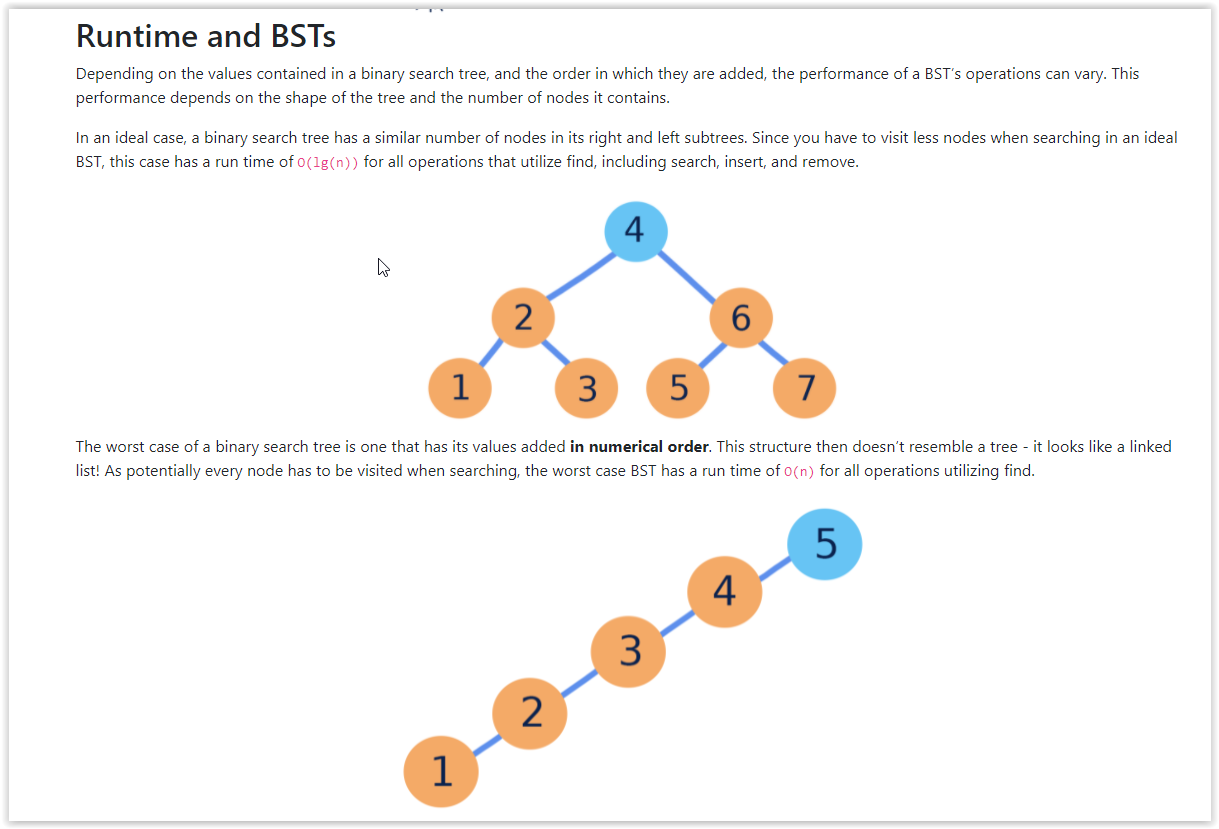 Runtime and BSTs
Depending on the values contained in a binary search tree, and the order in which they are added, the performance of a BST's operations can vary. This
performance depends on the shape of the tree and the number of nodes it contains.
In an ideal case, a binary search tree has a similar number of nodes in its right and left subtrees. Since you have to visit less nodes when searching in an ideal
BST, this case has a run time of O(lg(n)) for all operations that utilize find, including search, insert, and remove.
4
2 6
1 3 5 7
The worst case of a binary search tree is one that has its values added in numerical order. This structure then doesn't resemble a tree - it looks like a linked
list! As potentially every node has to be visited when searching, the worst case BST has a run time of O(n) for all operations utilizing find.
5
4
3
2
1